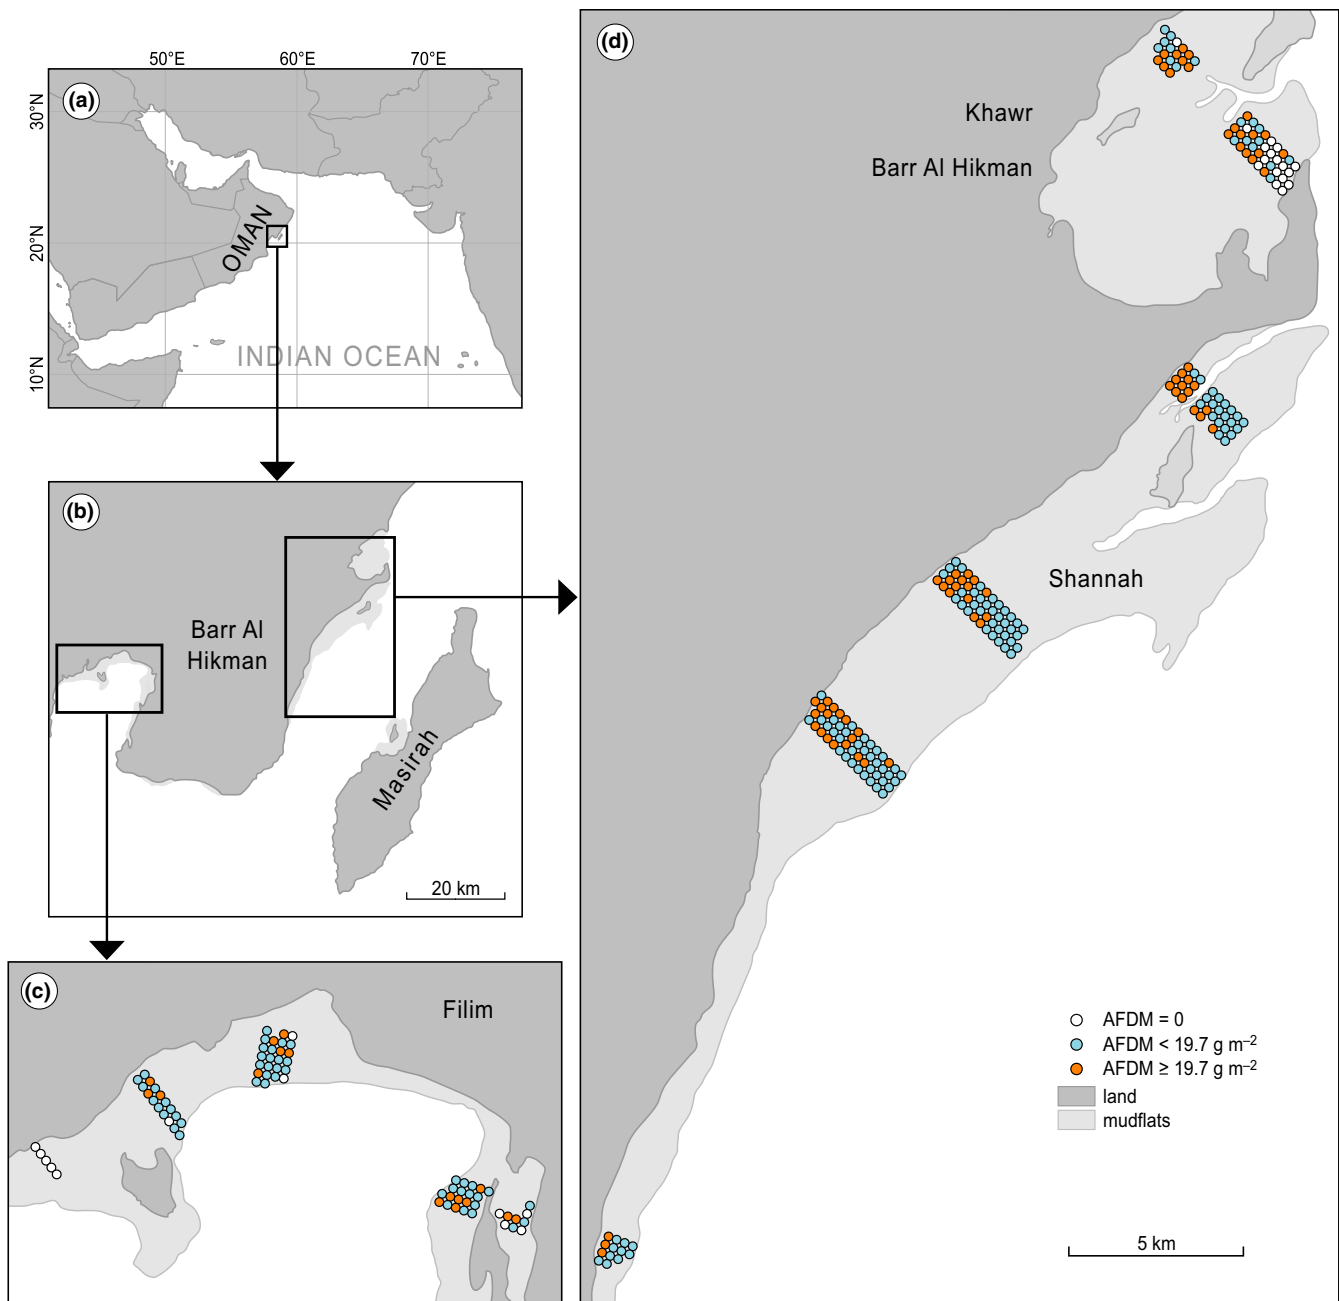 (a)
50°E 60°E 70°E
30°N
20°N
10°N
OMAN
INDIAN OCEAN
(b)
Barr Al
Hikman
Masirah
20 km
(c)
Filim
(d)
Khawr
Barr Al Hikman
Shannah
AFDM = 0
AFDM < 19.7 g m⁻²
AFDM ≥ 19.7 g m⁻²
land
mudflats
5 km